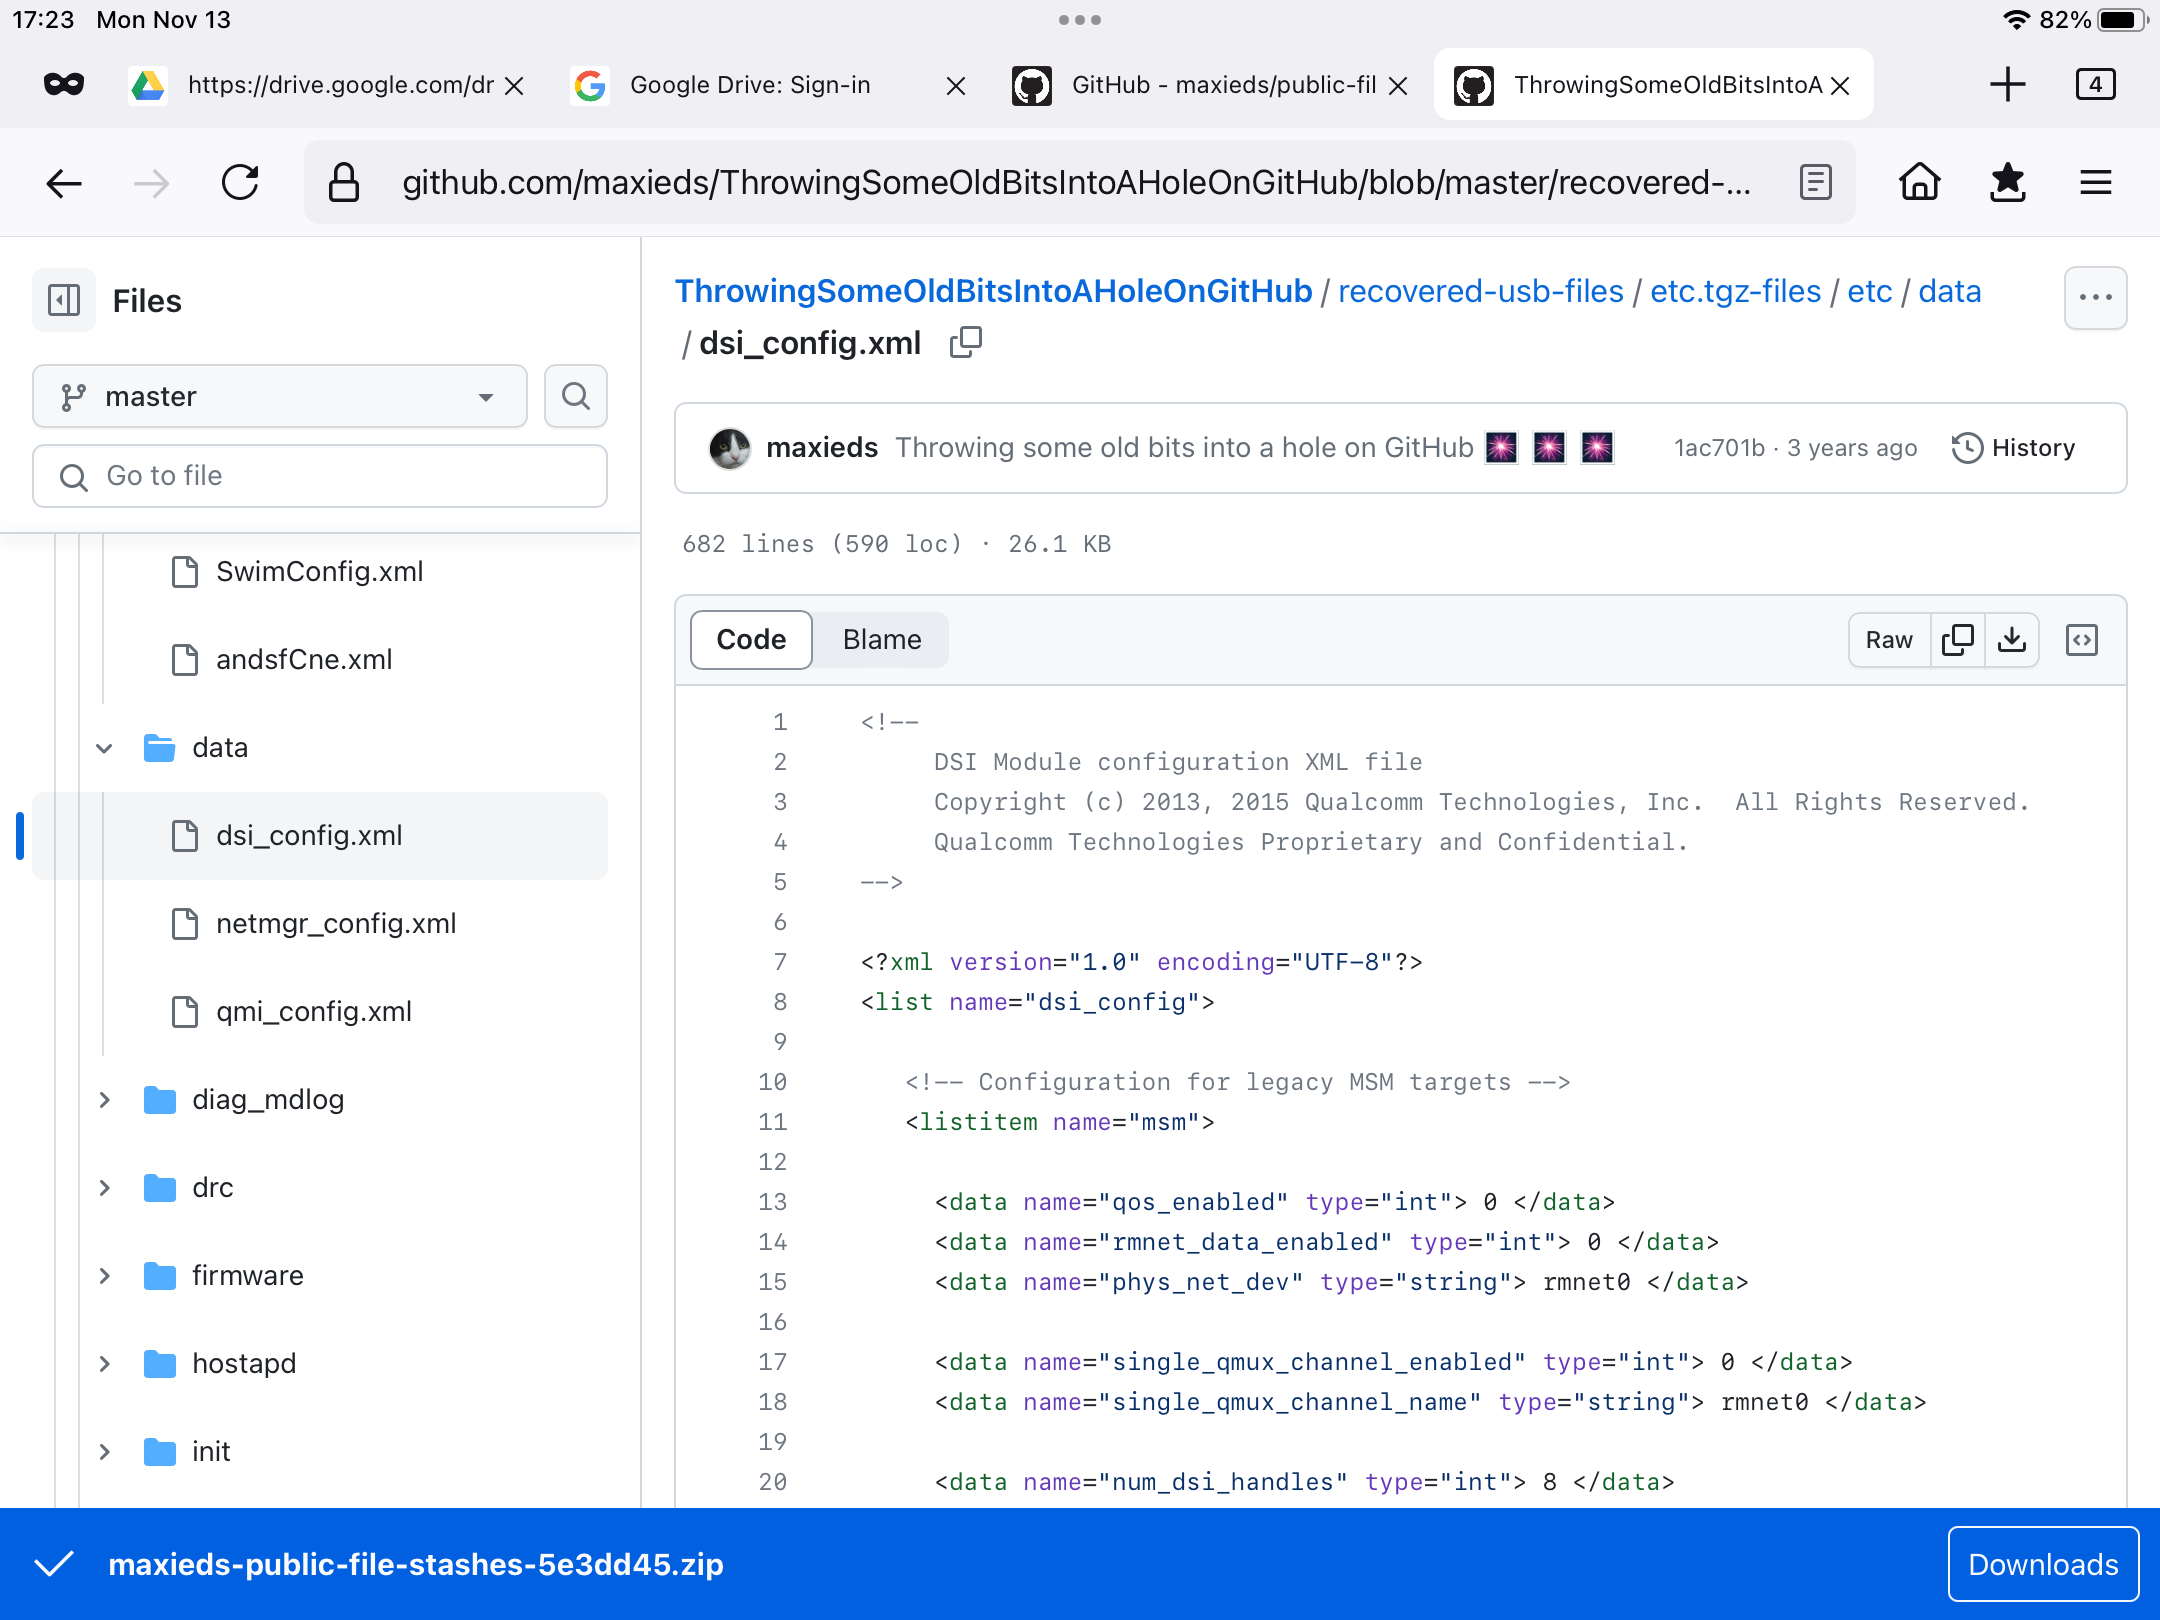 17:23 Mon Nov 13
82%
https://drive.google.com/dr
Google Drive: Sign-in
GitHub - maxieds/public-fil
ThrowingSomeOldBitsIntoA
4
github.com/maxieds/ThrowingSomeOldBitsIntoAHoleOnGitHub/blob/master/recovered-...
Files
master
Go to file
SwimConfig.xml
andsfCne.xml
data
dsi_config.xml
netmgr_config.xml
qmi_config.xml
diag_mdlog
drc
firmware
hostapd
init
ThrowingSomeOldBitsIntoAHoleOnGitHub / recovered-usb-files / etc.tgz-files / etc / data
/ dsi_config.xml
maxieds Throwing some old bits into a hole on GitHub
1ac701b · 3 years ago
History
682 lines (590 loc) · 26.1 KB
Code
Blame
Raw
1 <!--
2 DSI Module configuration XML file
3 Copyright (c) 2013, 2015 Qualcomm Technologies, Inc.  All Rights Reserved.
4 Qualcomm Technologies Proprietary and Confidential.
5 -->
6
7 <?xml version="1.0" encoding="UTF-8"?>
8 <list name="dsi_config">
9
10 <!-- Configuration for legacy MSM targets -->
11 <listitem name="msm">
12
13 <data name="qos_enabled" type="int"> 0 </data>
14 <data name="rmnet_data_enabled" type="int"> 0 </data>
15 <data name="phys_net_dev" type="string"> rmnet0 </data>
16
17 <data name="single_qmux_channel_enabled" type="int"> 0 </data>
18 <data name="single_qmux_channel_name" type="string"> rmnet0 </data>
19
20 <data name="num_dsi_handles" type="int"> 8 </data>
maxieds-public-file-stashes-5e3dd45.zip
Downloads